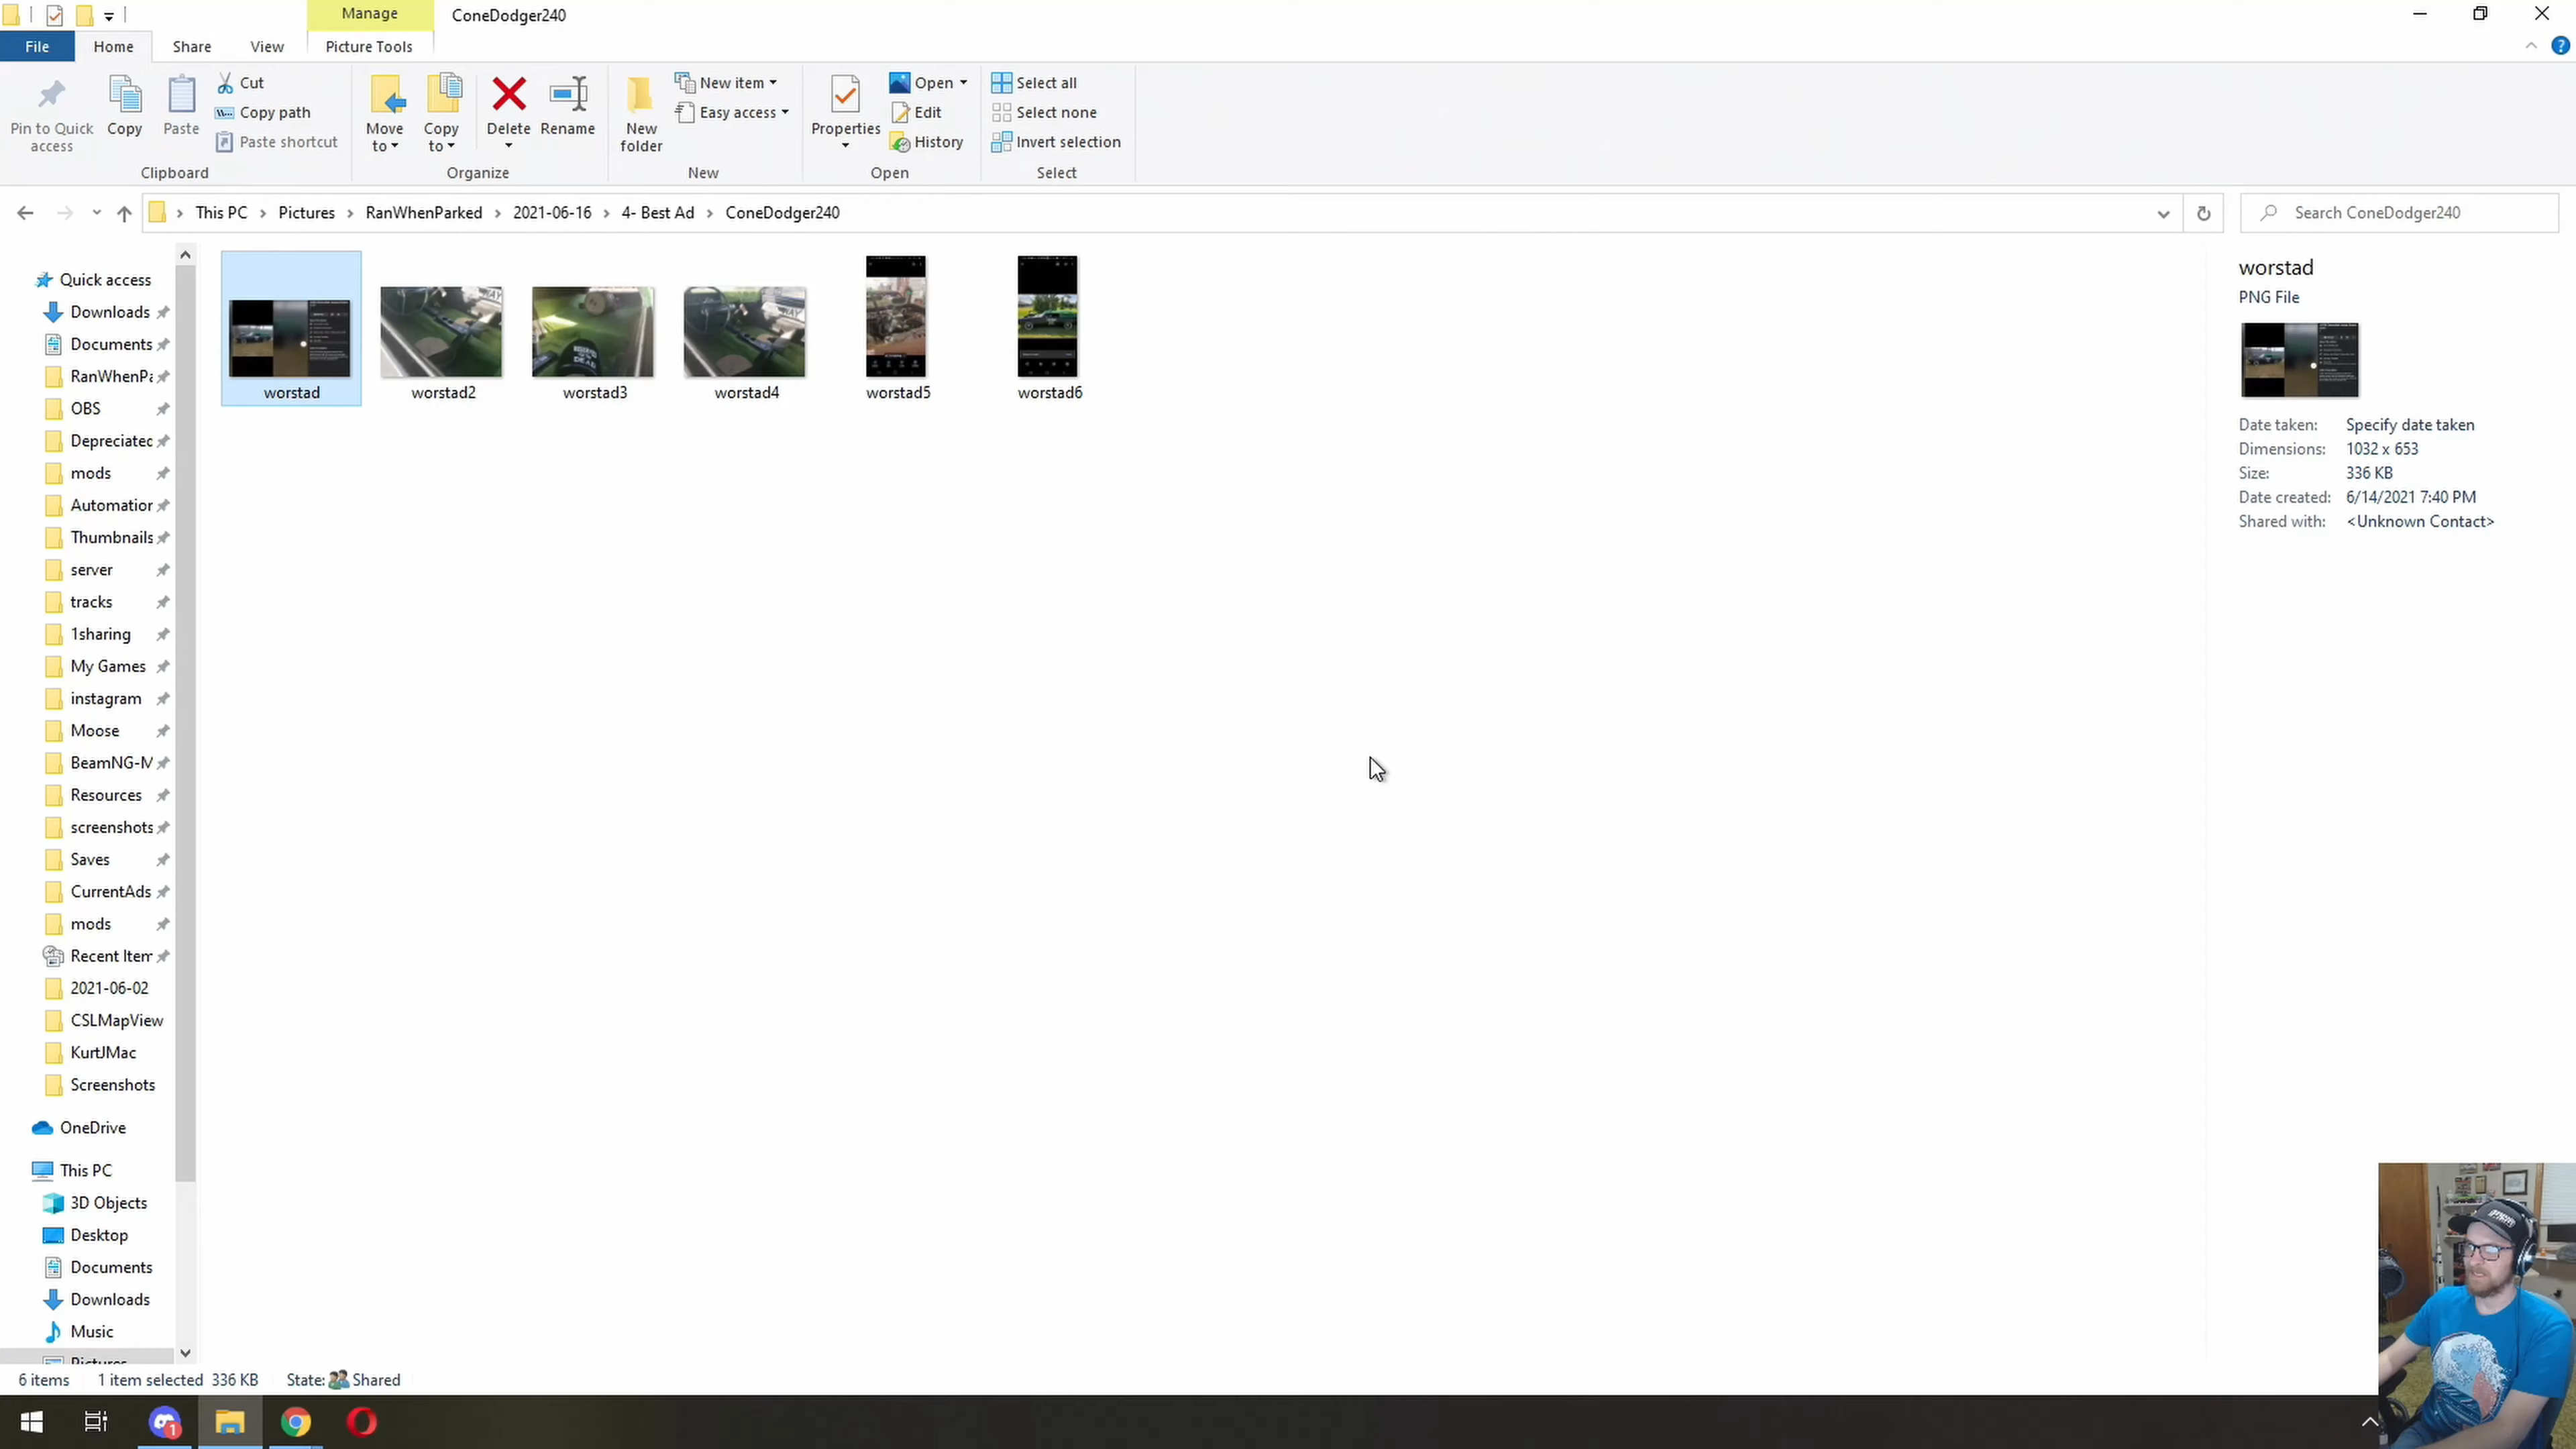 Manage
ConeDodger240
File
Home
Share
View
Picture Tools
Pin to Quick access
Copy
Paste
Cut
Copy path
Paste shortcut
Clipboard
Move to
Copy to
Delete
Rename
Organize
New folder
New item
Easy access
New
Properties
Open
Edit
History
Open
Select all
Select none
Invert selection
Select
This PC > Pictures > RanWhenParked > 2021-06-16 > 4- Best Ad > ConeDodger240
Search ConeDodger240
Quick access
Downloads
Documents
RanWhenPa
OBS
Depreciated
mods
Automation
Thumbnails
server
tracks
1sharing
My Games
instagram
Moose
BeamNG-M
Resources
screenshots
Saves
CurrentAds
mods
Recent Item
2021-06-02
CSLMapView
KurtJMac
Screenshots
OneDrive
This PC
3D Objects
Desktop
Documents
Downloads
Music
Pictures
worstad
worstad2
worstad3
worstad4
worstad5
worstad6
worstad
PNG File
Date taken: Specify date taken
Dimensions: 1032 x 653
Size: 336 KB
Date created: 6/14/2021 7:40 PM
Shared with: <Unknown Contact>
6 items 1 item selected 336 KB State: Shared
1